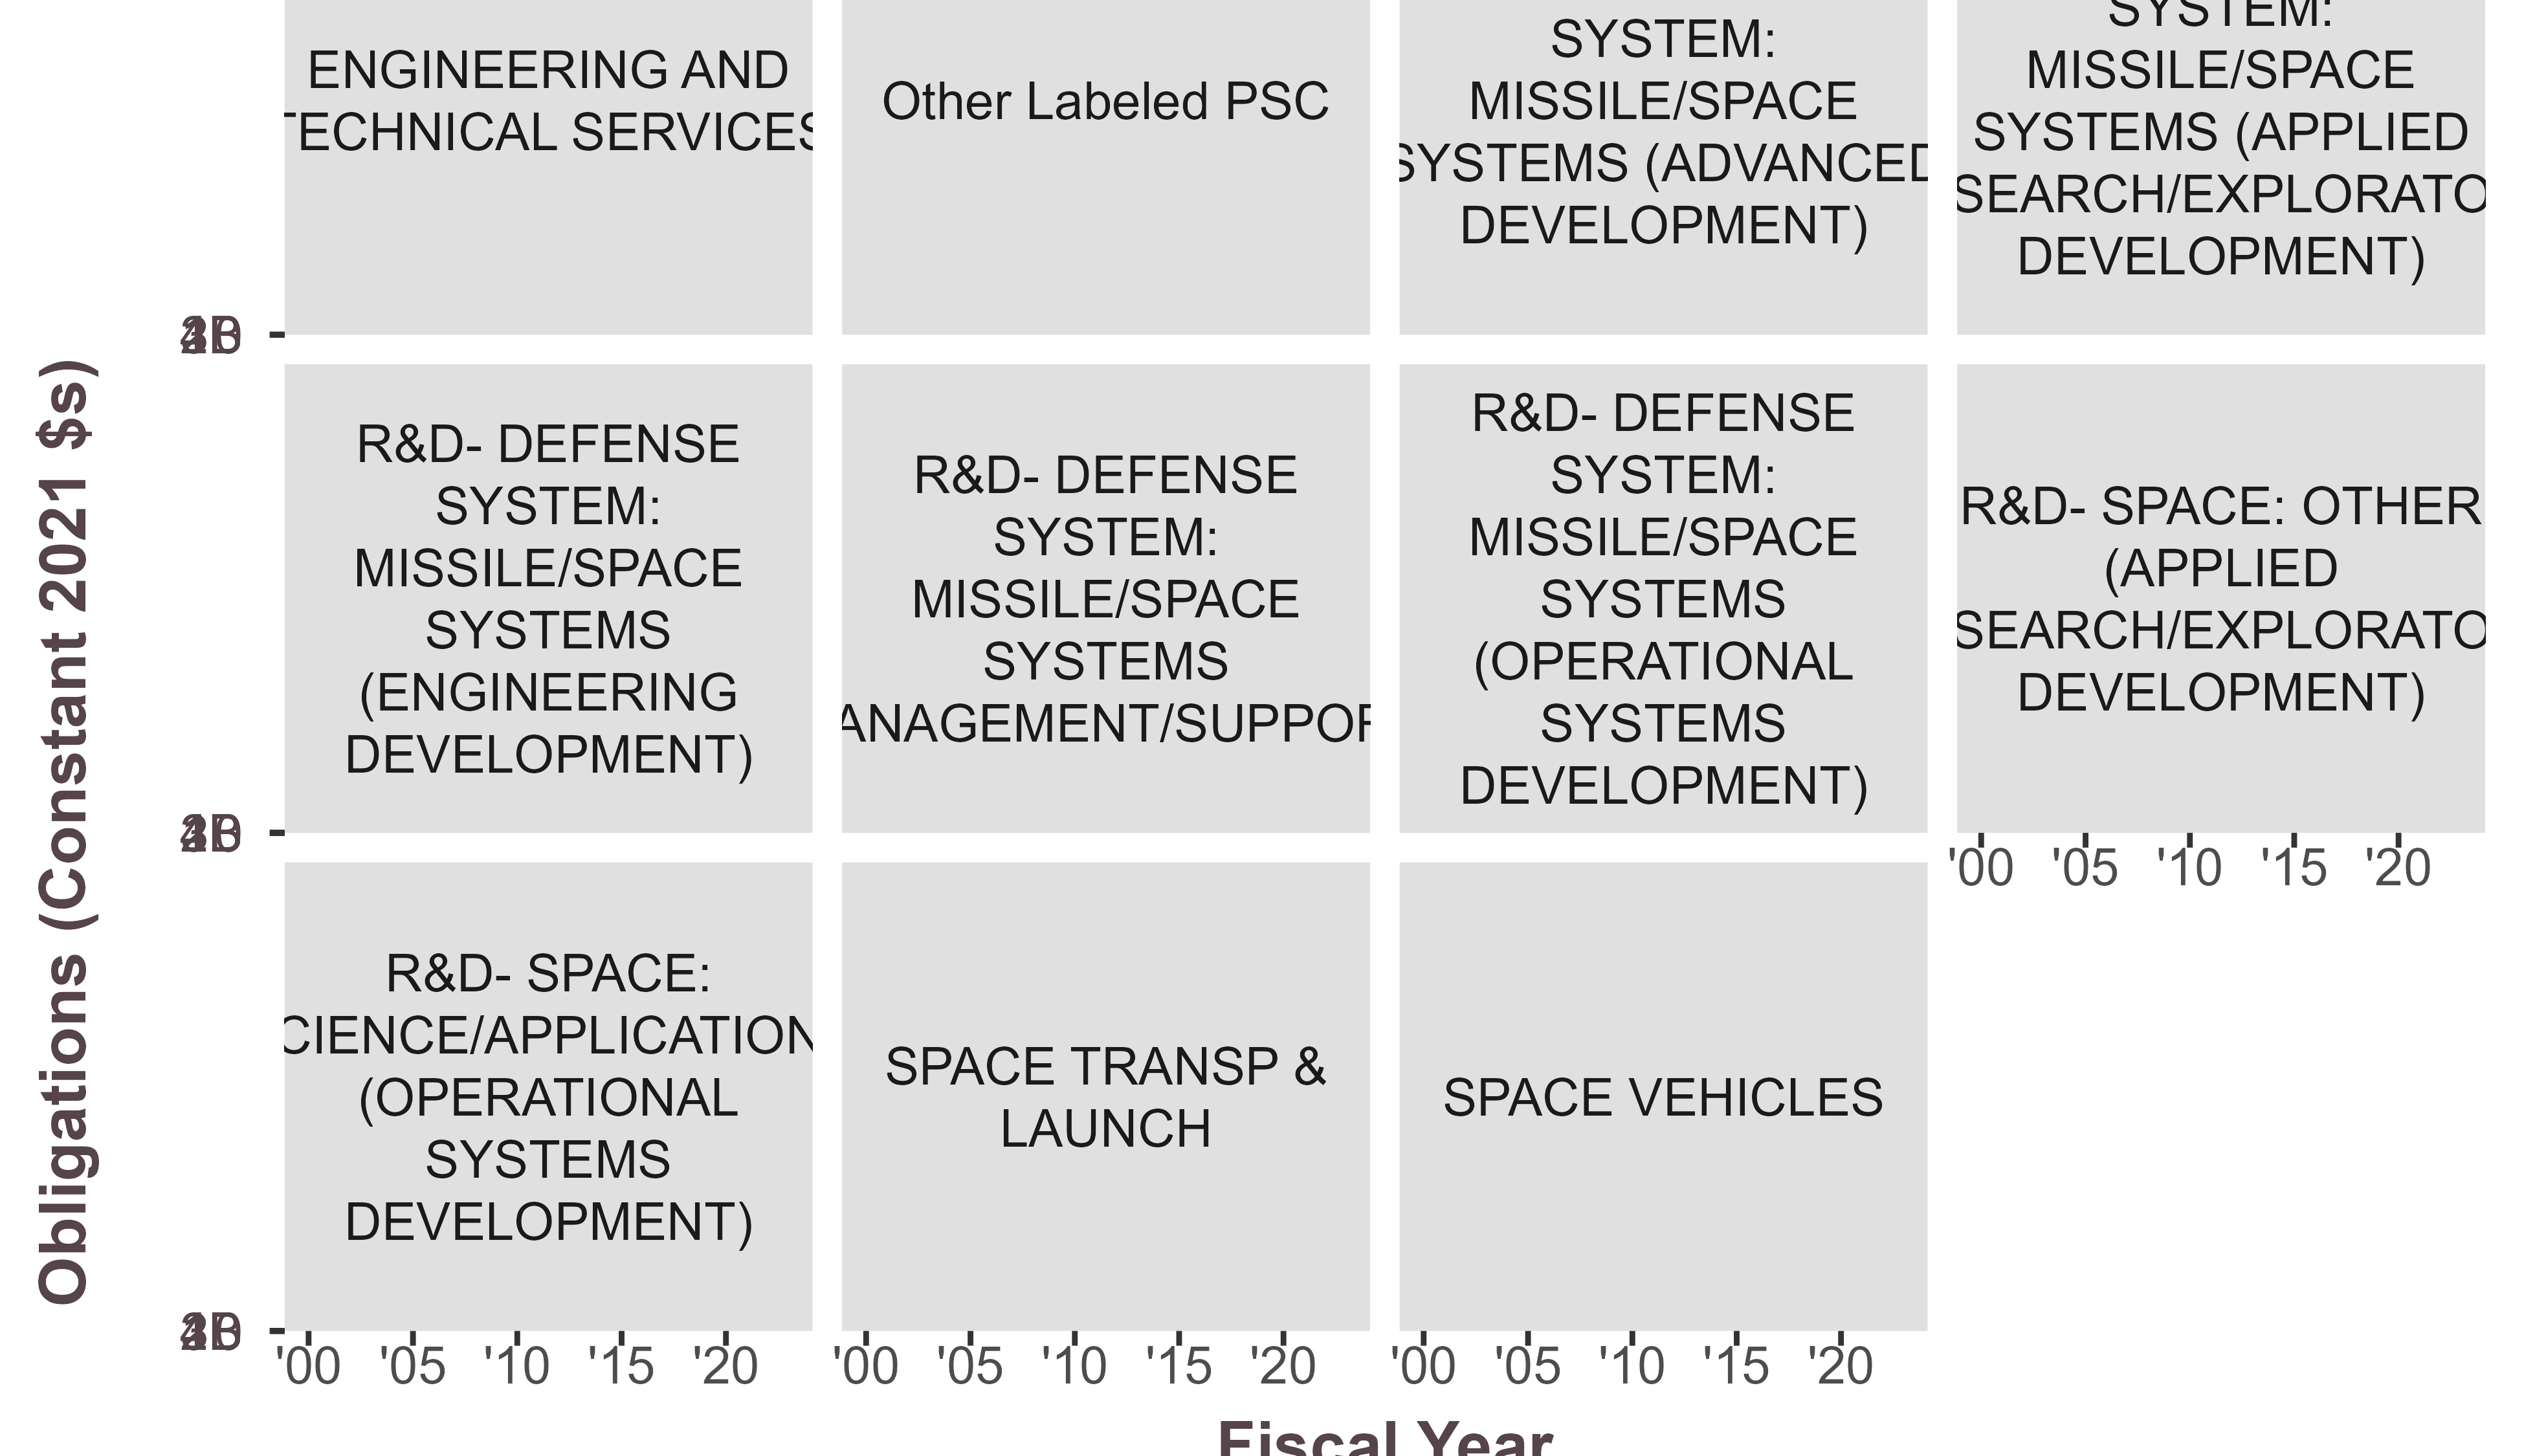 ENGINEERING AND
TECHNICAL SERVICES
Other Labeled PSC
SYSTEM:
MISSILE/SPACE
SYSTEMS (ADVANCED
DEVELOPMENT)
SYSTEM:
MISSILE/SPACE
SYSTEMS (APPLIED
SEARCH/EXPLORATO
DEVELOPMENT)
R&D- DEFENSE
SYSTEM:
MISSILE/SPACE
SYSTEMS
(ENGINEERING
DEVELOPMENT)
R&D- DEFENSE
SYSTEM:
MISSILE/SPACE
SYSTEMS
ANAGEMENT/SUPPOR
R&D- DEFENSE
SYSTEM:
MISSILE/SPACE
SYSTEMS
(OPERATIONAL
SYSTEMS
DEVELOPMENT)
R&D- SPACE: OTHER
(APPLIED
SEARCH/EXPLORATO
DEVELOPMENT)
'00 '05 '10 '15 '20
R&D- SPACE:
CIENCE/APPLICATION
(OPERATIONAL
SYSTEMS
DEVELOPMENT)
SPACE TRANSP &
LAUNCH
SPACE VEHICLES
'00 '05 '10 '15 '20
'00 '05 '10 '15 '20
'00 '05 '10 '15 '20
Fiscal Year
Obligations (Constant 2021 $s)